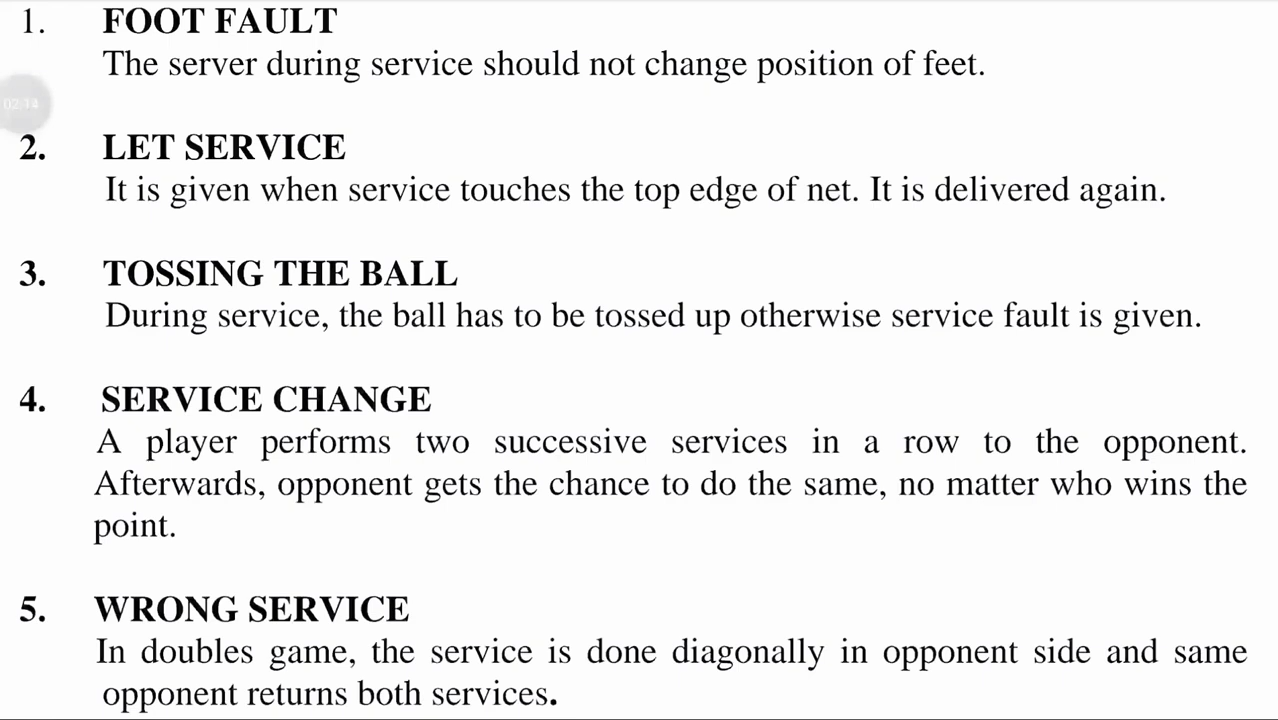 1. FOOT FAULT
The server during service should not change position of feet.
02:14
2. LET SERVICE
It is given when service touches the top edge of net. It is delivered again.
3. TOSSING THE BALL
During service, the ball has to be tossed up otherwise service fault is given.
4. SERVICE CHANGE
A player performs two successive services in a row to the opponent.
Afterwards, opponent gets the chance to do the same, no matter who wins the
point.
5. WRONG SERVICE
In doubles game, the service is done diagonally in opponent side and same
opponent returns both services.